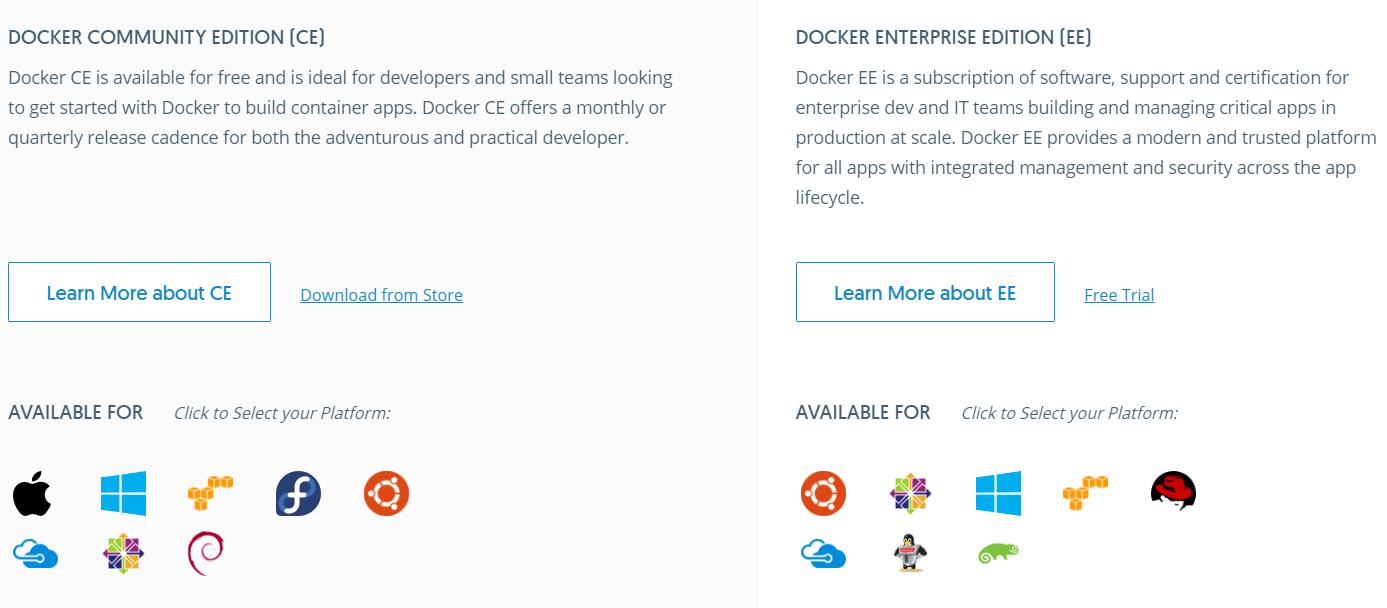 DOCKER COMMUNITY EDITION (CE)
Docker CE is available for free and is ideal for developers and small teams looking
to get started with Docker to build container apps. Docker CE offers a monthly or
quarterly release cadence for both the adventurous and practical developer.
Learn More about CE
Download from Store
AVAILABLE FOR
Click to Select your Platform:
DOCKER ENTERPRISE EDITION (EE)
Docker EE is a subscription of software, support and certification for
enterprise dev and IT teams building and managing critical apps in
production at scale. Docker EE provides a modern and trusted platform
for all apps with integrated management and security across the app
lifecycle.
Learn More about EE
Free Trial
AVAILABLE FOR
Click to Select your Platform: